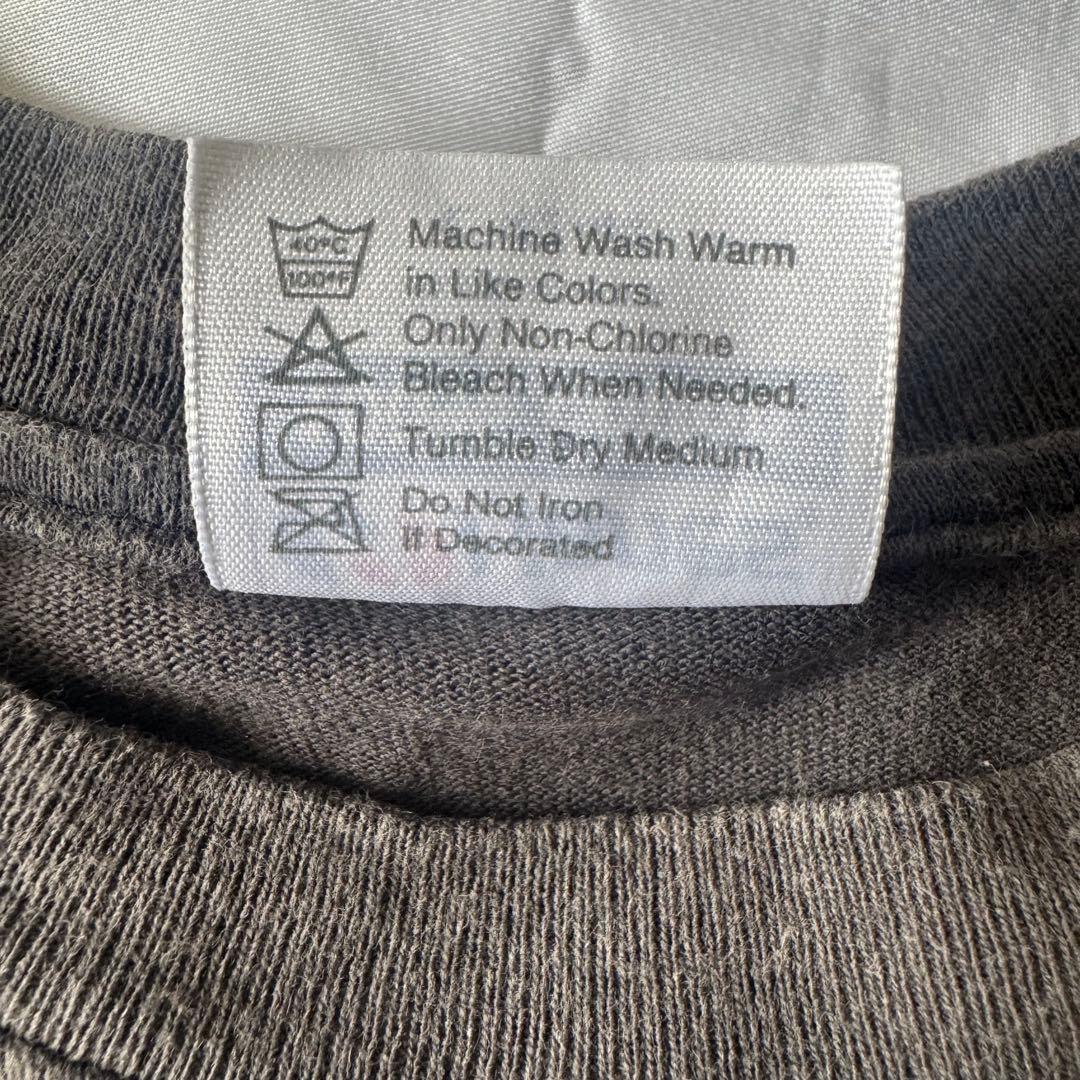 40°C
100°F
Machine Wash Warm
in Like Colors.
Only Non-Chlorine
Bleach When Needed.
Tumble Dry Medium
Do Not Iron
If Decorated